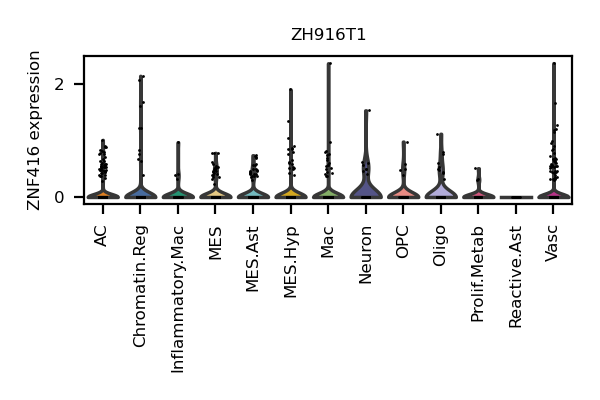 ZH916T1
ZNF416 expression
2
0
AC
Chromatin.Reg
Inflammatory.Mac
MES
MES.Ast
MES.Hyp
Mac
Neuron
OPC
Oligo
Prolif.Metab
Reactive.Ast
Vasc